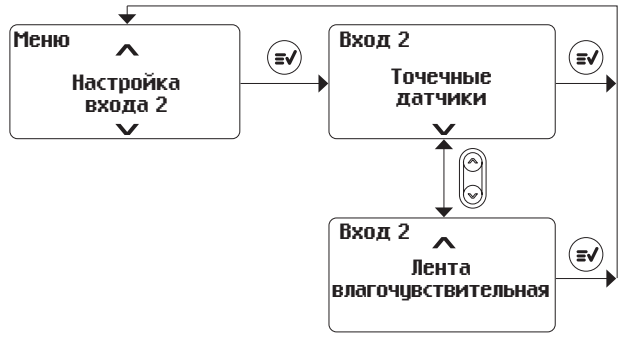 Меню
Настройка
входа 2
Вход 2
Точечные
датчики
Вход 2
Лента
влагочувствительная